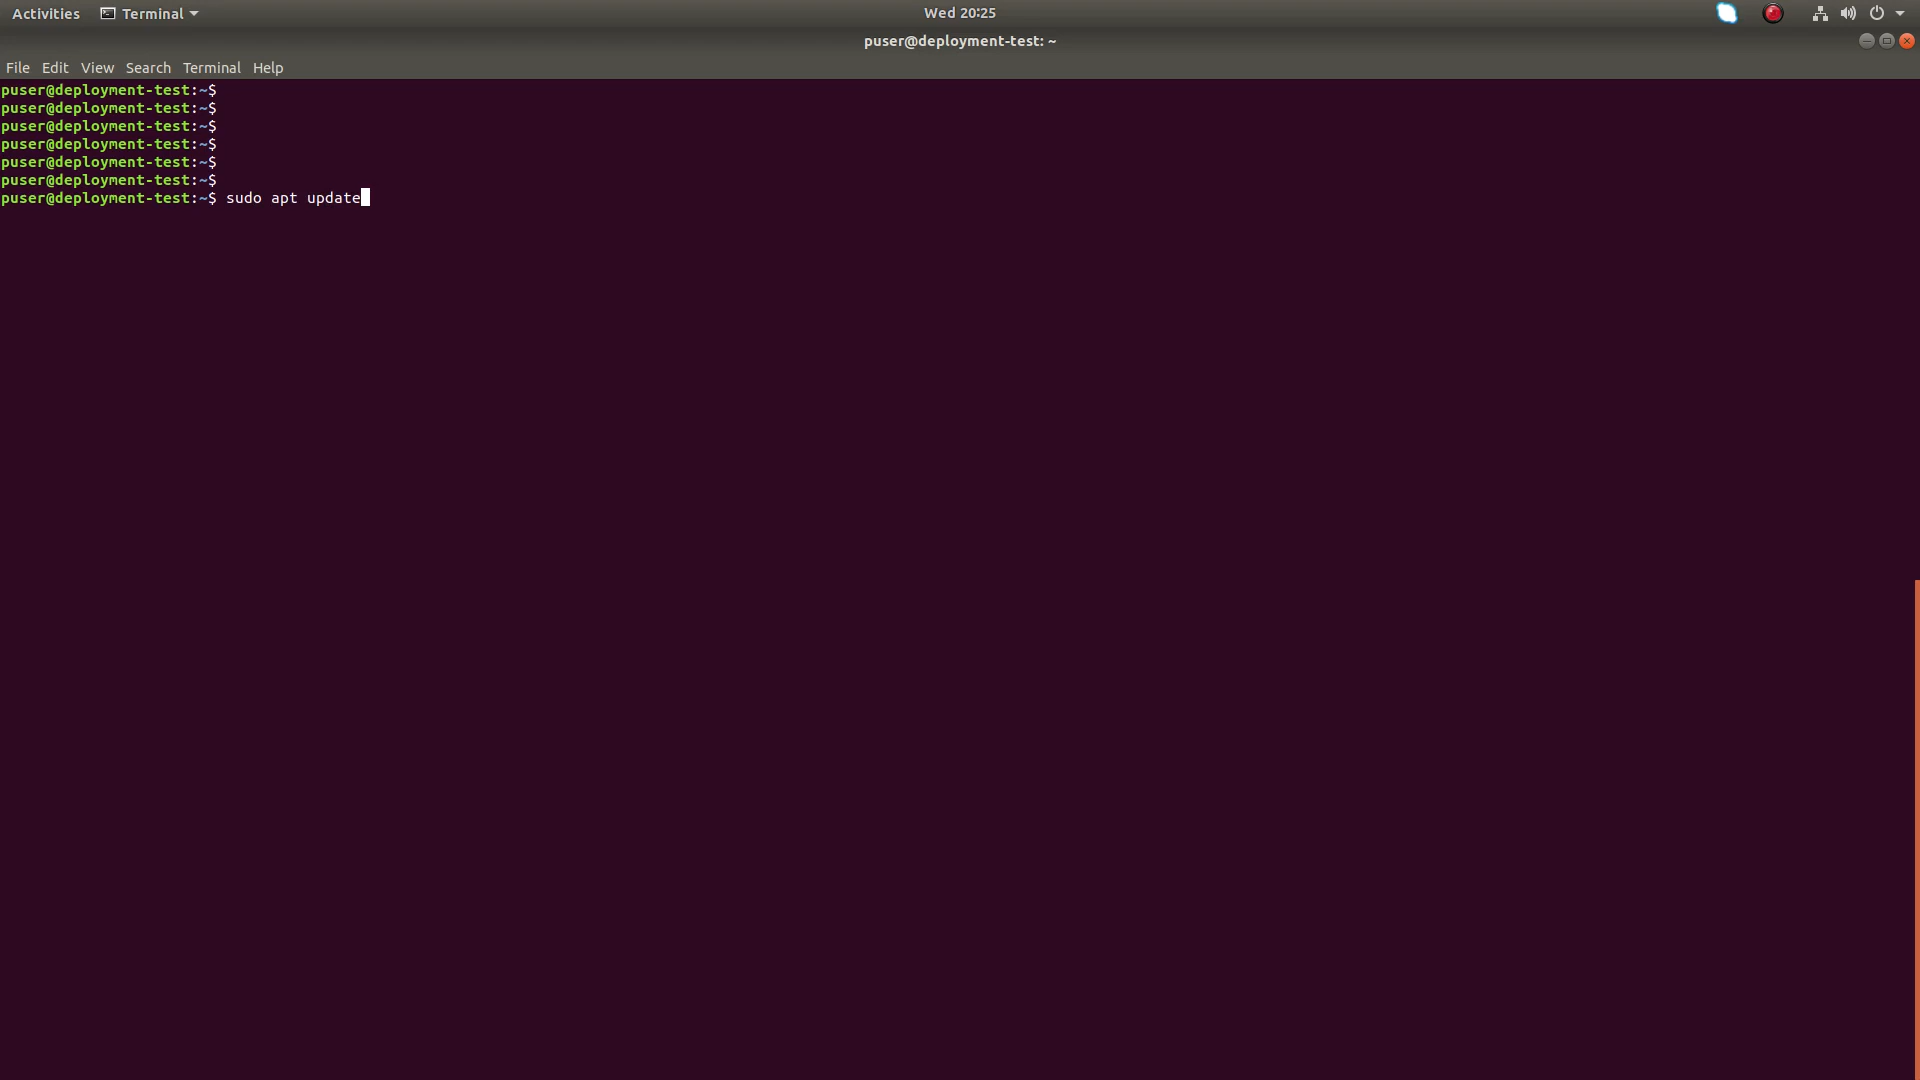 Activities Terminal Wed 20:25
puser@deployment-test: ~
File Edit View Search Terminal Help
puser@deployment-test:~$
puser@deployment-test:~$
puser@deployment-test:~$
puser@deployment-test:~$
puser@deployment-test:~$
puser@deployment-test:~$
puser@deployment-test:~$ sudo apt update